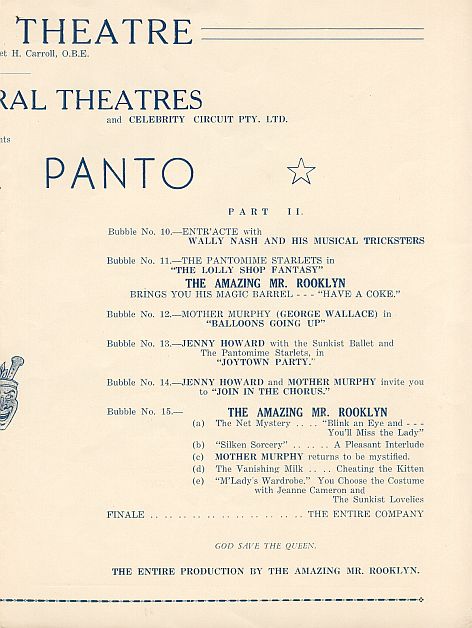 THEATRE
et H. Carroll, O.B.E.
RAL THEATRES
and CELEBRITY CIRCUIT PTY. LTD.
nts
PANTO
PART II.
Bubble No. 10.—ENTR'ACTE with
WALLY NASH AND HIS MUSICAL TRICKSTERS
Bubble No. 11.—THE PANTOMIME STARLETS in
"THE LOLLY SHOP FANTASY"
THE AMAZING MR. ROOKLYN
BRINGS YOU HIS MAGIC BARREL - - - "HAVE A COKE."
Bubble No. 12.—MOTHER MURPHY (GEORGE WALLACE) in
"BALLOONS GOING UP"
Bubble No. 13.—JENNY HOWARD with the Sunkist Ballet and
The Pantomime Starlets, in
"JOYTOWN PARTY."
Bubble No. 14.—JENNY HOWARD and MOTHER MURPHY invite you
to "JOIN IN THE CHORUS."
Bubble No. 15.— THE AMAZING MR. ROOKLYN
(a) The Net Mystery . . . . "Blink an Eye and - - -
You'll Miss the Lady"
(b) "Silken Sorcery" . . . . . A Pleasant Interlude
(c) MOTHER MURPHY returns to be mystified.
(d) The Vanishing Milk . . . . Cheating the Kitten
(e) "M'Lady's Wardrobe." You Choose the Costume
with Jeanne Cameron and
The Sunkist Lovelies
FINALE .. .. .. .. .. .. .. .. .. .. .. THE ENTIRE COMPANY
GOD SAVE THE QUEEN.
THE ENTIRE PRODUCTION BY THE AMAZING MR. ROOKLYN.